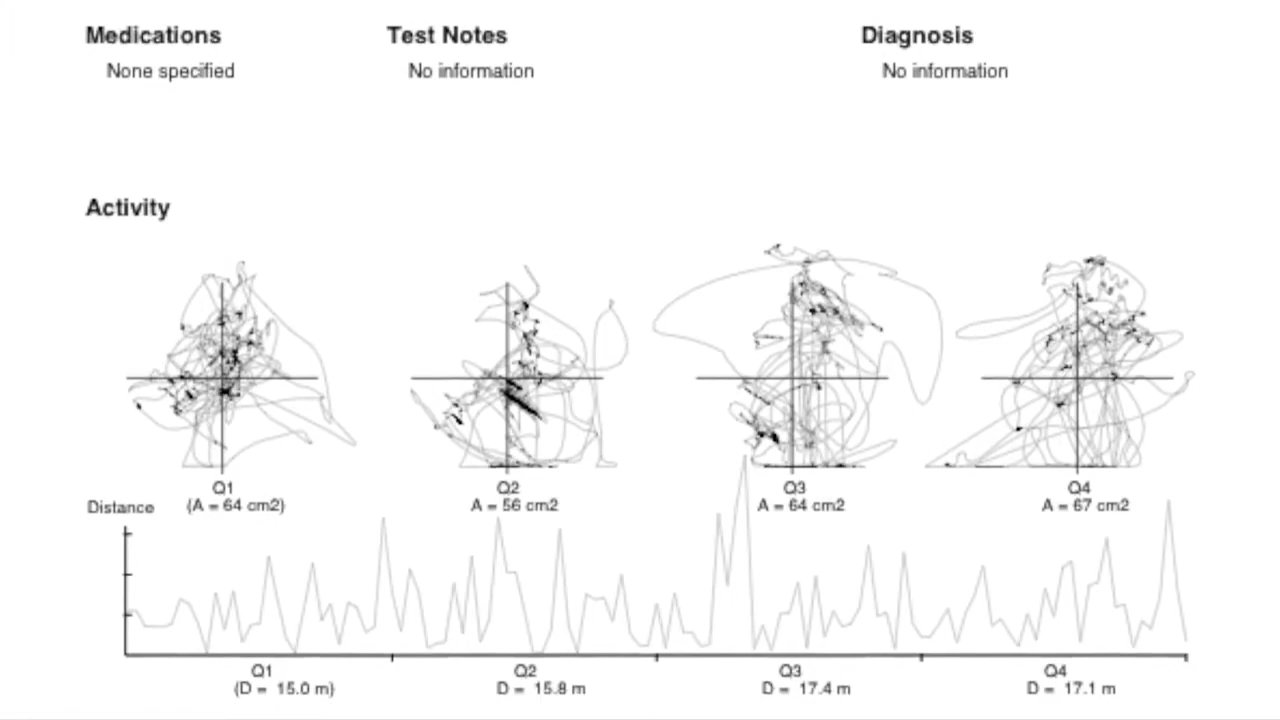 Medications
Test Notes
Diagnosis
None specified
No information
No information
Activity
Q1
Q2
Q3
Q4
Distance
(A = 64 cm2)
A = 56 cm2
A = 64 cm2
A = 67 cm2
Q1
Q2
Q3
Q4
(D = 15.0 m)
D = 15.8 m
D = 17.4 m
D = 17.1 m